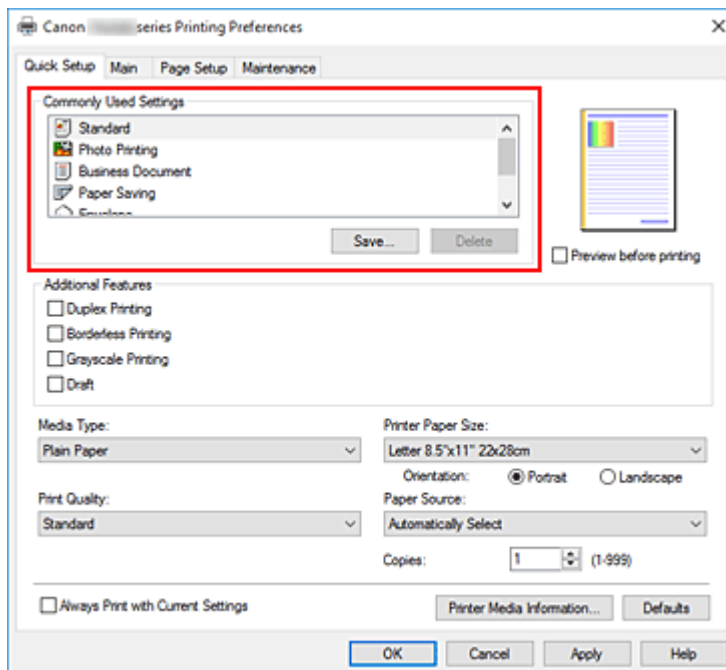 Canon series Printing Preferences
Quick Setup Main Page Setup Maintenance
Commonly Used Settings
Standard
Photo Printing
Business Document
Paper Saving
Envelope
Save... Delete
Preview before printing
Additional Features
Duplex Printing
Borderless Printing
Grayscale Printing
Draft
Media Type:
Plain Paper
Printer Paper Size:
Letter 8.5"x11" 22x28cm
Orientation: Portrait Landscape
Print Quality:
Standard
Paper Source:
Automatically Select
Copies: 1 (1-999)
Always Print with Current Settings
Printer Media Information... Defaults
OK Cancel Apply Help